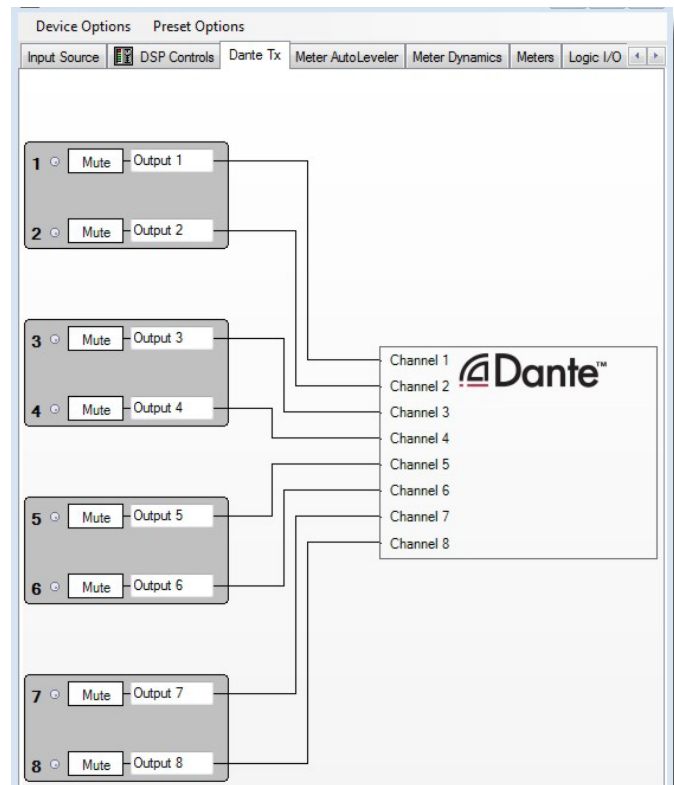 Device Options Preset Options
Input Source DSP Controls Dante Tx Meter AutoLeveler Meter Dynamics Meters Logic I/O
1 Mute Output 1
2 Mute Output 2
3 Mute Output 3
4 Mute Output 4
5 Mute Output 5
6 Mute Output 6
7 Mute Output 7
8 Mute Output 8
Channel 1
Channel 2
Channel 3
Channel 4
Channel 5
Channel 6
Channel 7
Channel 8
Dante™